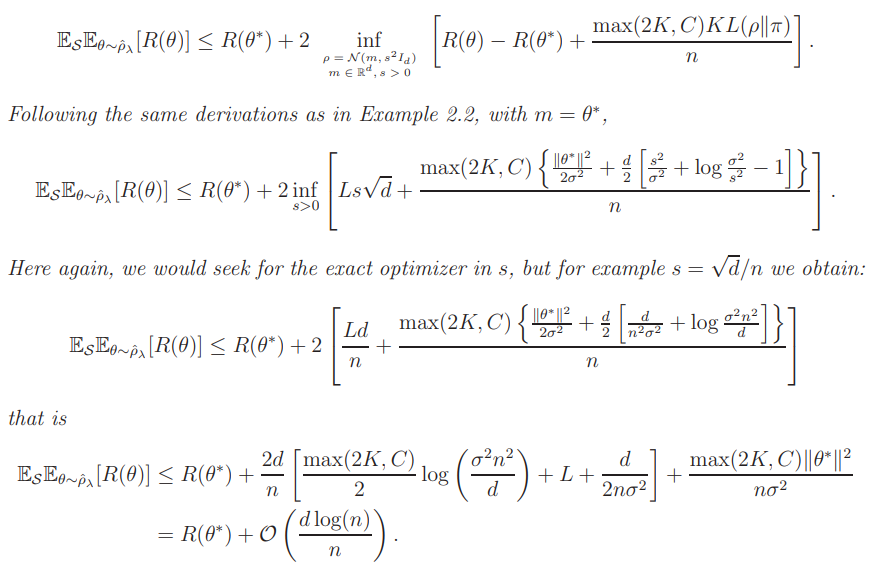 $$\mathbb{E}_{\mathcal{S}}\mathbb{E}_{\theta\sim\hat{\rho}_\lambda}[R(\theta)] \leq R(\theta^*) + 2 \inf_{\substack{\rho=\mathcal{N}(m,s^2I_d)\\ m\in\mathbb{R}^d,s>0}} \left[R(\theta) - R(\theta^*) + \frac{\max(2K,C)KL(\rho\|\pi)}{n}\right].$$
Following the same derivations as in Example 2.2, with $m = \theta^*$,
$$\mathbb{E}_{\mathcal{S}}\mathbb{E}_{\theta\sim\hat{\rho}_\lambda}[R(\theta)] \leq R(\theta^*) + 2\inf_{s>0} \left[Ls\sqrt{d} + \frac{\max(2K,C)\left\{\frac{\|\theta^*\|^2}{2\sigma^2} + \frac{d}{2}\left[\frac{s^2}{\sigma^2} + \log\frac{\sigma^2}{s^2} - 1\right]\right\}}{n}\right].$$
Here again, we would seek for the exact optimizer in $s$, but for example $s = \sqrt{d}/n$ we obtain:
$$\mathbb{E}_{\mathcal{S}}\mathbb{E}_{\theta\sim\hat{\rho}_\lambda}[R(\theta)] \leq R(\theta^*) + 2\left[\frac{Ld}{n} + \frac{\max(2K,C)\left\{\frac{\|\theta^*\|^2}{2\sigma^2} + \frac{d}{2}\left[\frac{d}{n^2\sigma^2} + \log\frac{\sigma^2n^2}{d}\right]\right\}}{n}\right]$$
that is
$$\mathbb{E}_{\mathcal{S}}\mathbb{E}_{\theta\sim\hat{\rho}_\lambda}[R(\theta)] \leq R(\theta^*) + \frac{2d}{n}\left[\frac{\max(2K,C)}{2}\log\left(\frac{\sigma^2n^2}{d}\right) + L + \frac{d}{2n\sigma^2}\right] + \frac{\max(2K,C)\|\theta^*\|^2}{n\sigma^2}$$
$$= R(\theta^*) + \mathcal{O}\left(\frac{d\log(n)}{n}\right).$$